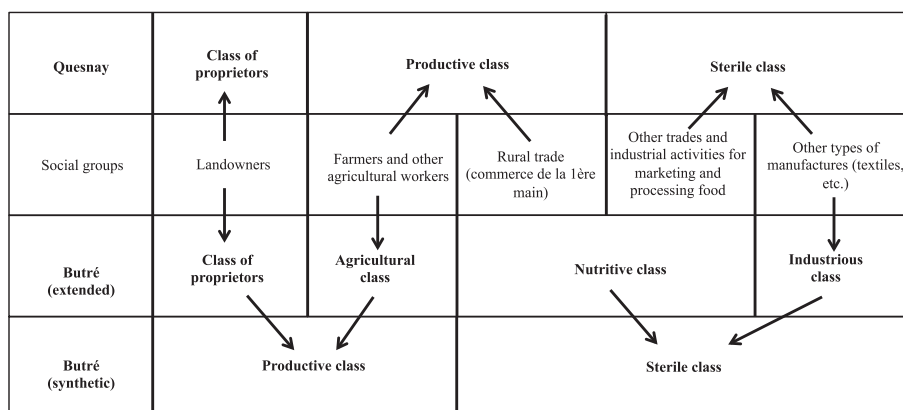 Quesnay
Class of
proprietors
Productive class
Sterile class
Social groups
Landowners
Farmers and other
agricultural workers
Rural trade
(commerce de la 1ère
main)
Other trades and
industrial activities for
marketing and
processing food
Other types of
manufactures (textiles,
etc.)
Butré
(extended)
Class of
proprietors
Agricultural
class
Nutritive class
Industrious
class
Butré
(synthetic)
Productive class
Sterile class